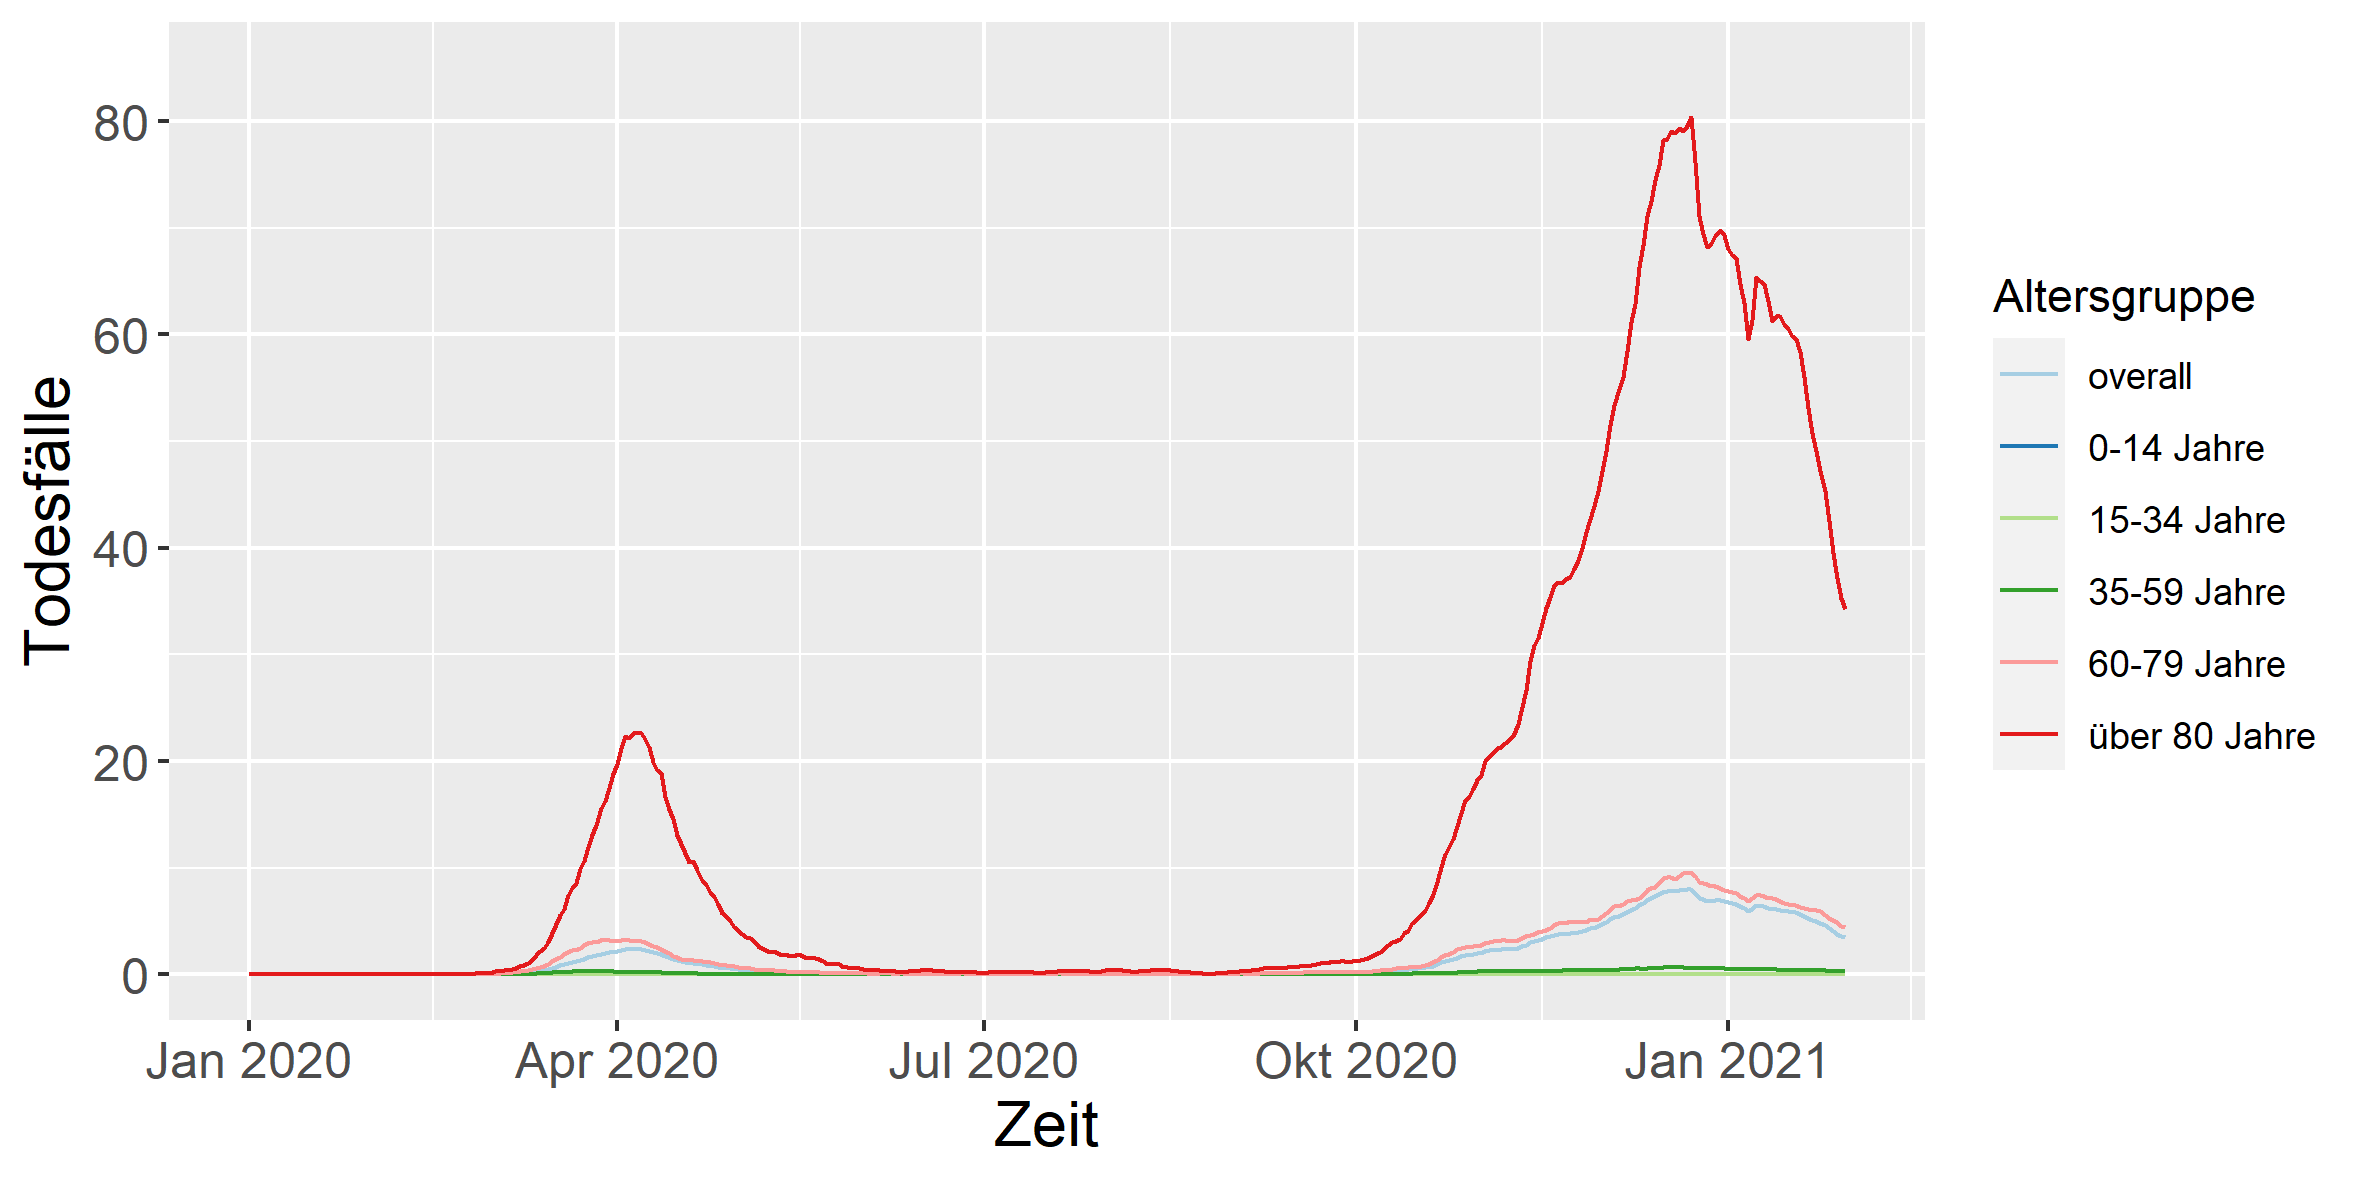 Todesfälle
80
60
40
20
0
Jan 2020
Apr 2020
Jul 2020
Okt 2020
Jan 2021
Zeit
Altersgruppe
overall
0-14 Jahre
15-34 Jahre
35-59 Jahre
60-79 Jahre
über 80 Jahre